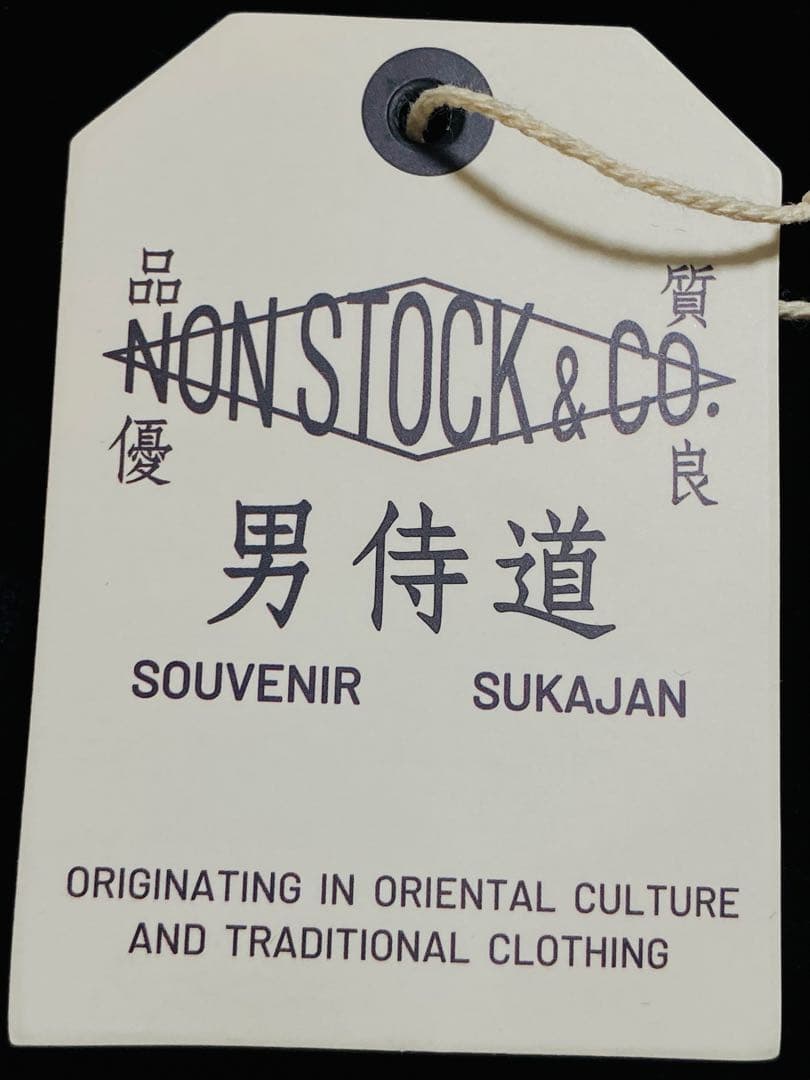 品 質
NON STOCK & CO.
優 良
男侍道
SOUVENIR SUKAJAN
ORIGINATING IN ORIENTAL CULTURE
AND TRADITIONAL CLOTHING